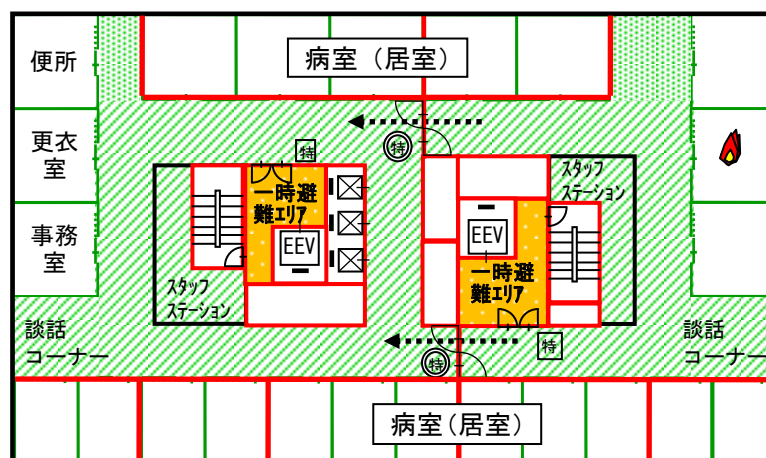 便所
病室（居室）
更衣
室
特
特
スタッフ
ステーション
一時避
難エリア
EEV
事務
室
EEV
一時避
難エリア
スタッフ
ステーション
談話
コーナー
特
特
談話
コーナー
病室（居室）